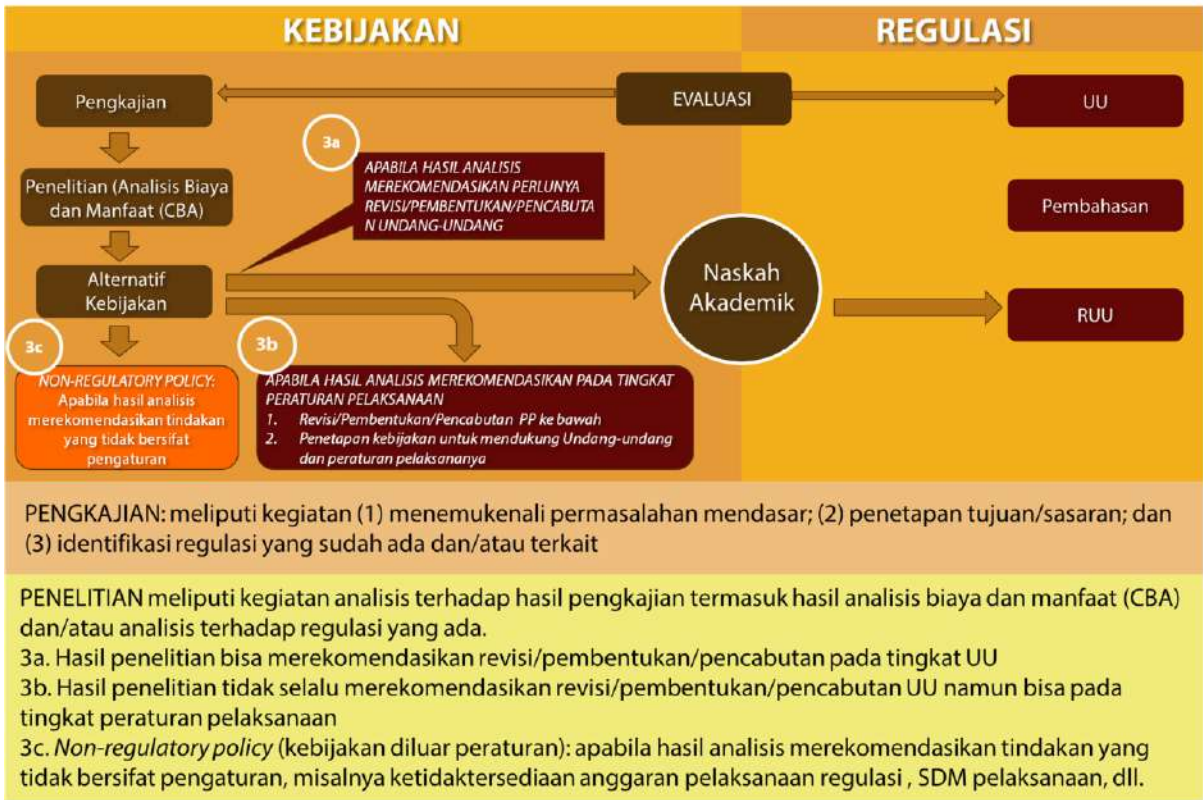 KEBIJAKAN
REGULASI
Pengkajian
EVALUASI
UU
3a
APABILA HASIL ANALISIS
MEREKOMENDASIKAN PERLUNYA
REVISI/PEMBENTUKAN/PENCABUTA
N UNDANG-UNDANG
Penelitian (Analisis Biaya
dan Manfaat (CBA)
Pembahasan
Alternatif
Kebijakan
Naskah
Akademik
RUU
3c
NON-REGULATORY POLICY:
Apabila hasil analisis
merekomendasikan tindakan
yang tidak bersifat
pengaturan
3b
APABILA HASIL ANALISIS MEREKOMENDASIKAN PADA TINGKAT
PERATURAN PELAKSANAAN
1. Revisi/Pembentukan/Pencabutan PP ke bawah
2. Penetapan kebijakan untuk mendukung Undang-undang
dan peraturan pelaksananya
PENGKAJIAN: meliputi kegiatan (1) menemukenali permasalahan mendasar; (2) penetapan tujuan/sasaran; dan
(3) identifikasi regulasi yang sudah ada dan/atau terkait
PENELITIAN meliputi kegiatan analisis terhadap hasil pengkajian termasuk hasil analisis biaya dan manfaat (CBA)
dan/atau analisis terhadap regulasi yang ada.
3a. Hasil penelitian bisa merekomendasikan revisi/pembentukan/pencabutan pada tingkat UU
3b. Hasil penelitian tidak selalu merekomendasikan revisi/pembentukan/pencabutan UU namun bisa pada
tingkat peraturan pelaksanaan
3c. Non-regulatory policy (kebijakan diluar peraturan): apabila hasil analisis merekomendasikan tindakan yang
tidak bersifat pengaturan, misalnya ketidaktersediaan anggaran pelaksanaan regulasi , SDM pelaksanaan, dll.